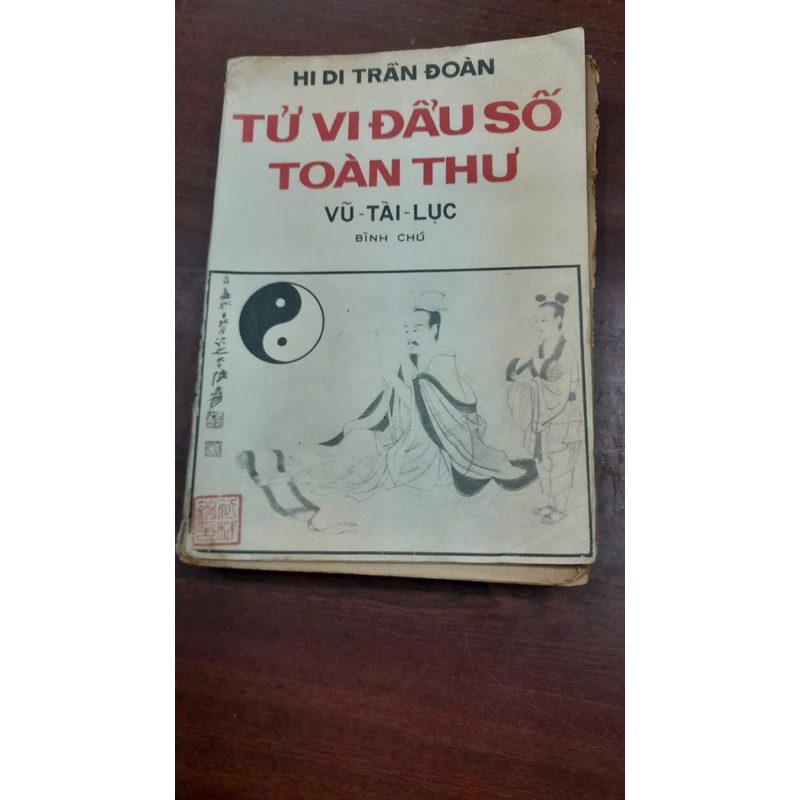 HI DI TRẦN ĐOÀN
TỬ VI ĐẨU SỐ
TOÀN THƯ
VŨ-TÀI-LỤC
BÌNH CHÚ